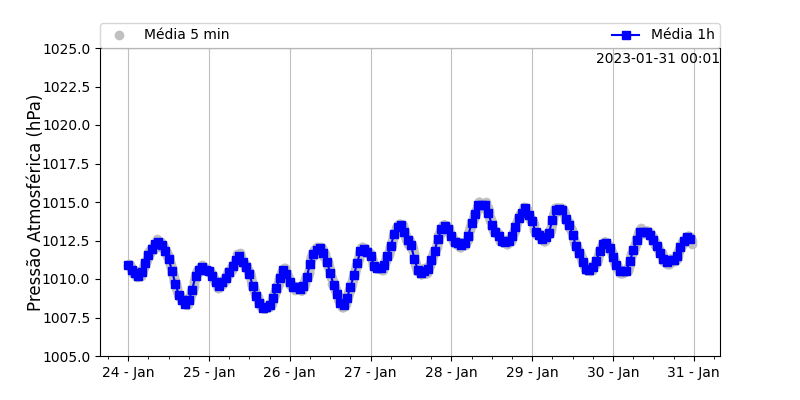 Média 5 min
Média 1h
2023-01-31 00:01
Pressão Atmosférica (hPa)
1025.0
1022.5
1020.0
1017.5
1015.0
1012.5
1010.0
1007.5
1005.0
24 - Jan
25 - Jan
26 - Jan
27 - Jan
28 - Jan
29 - Jan
30 - Jan
31 - Jan